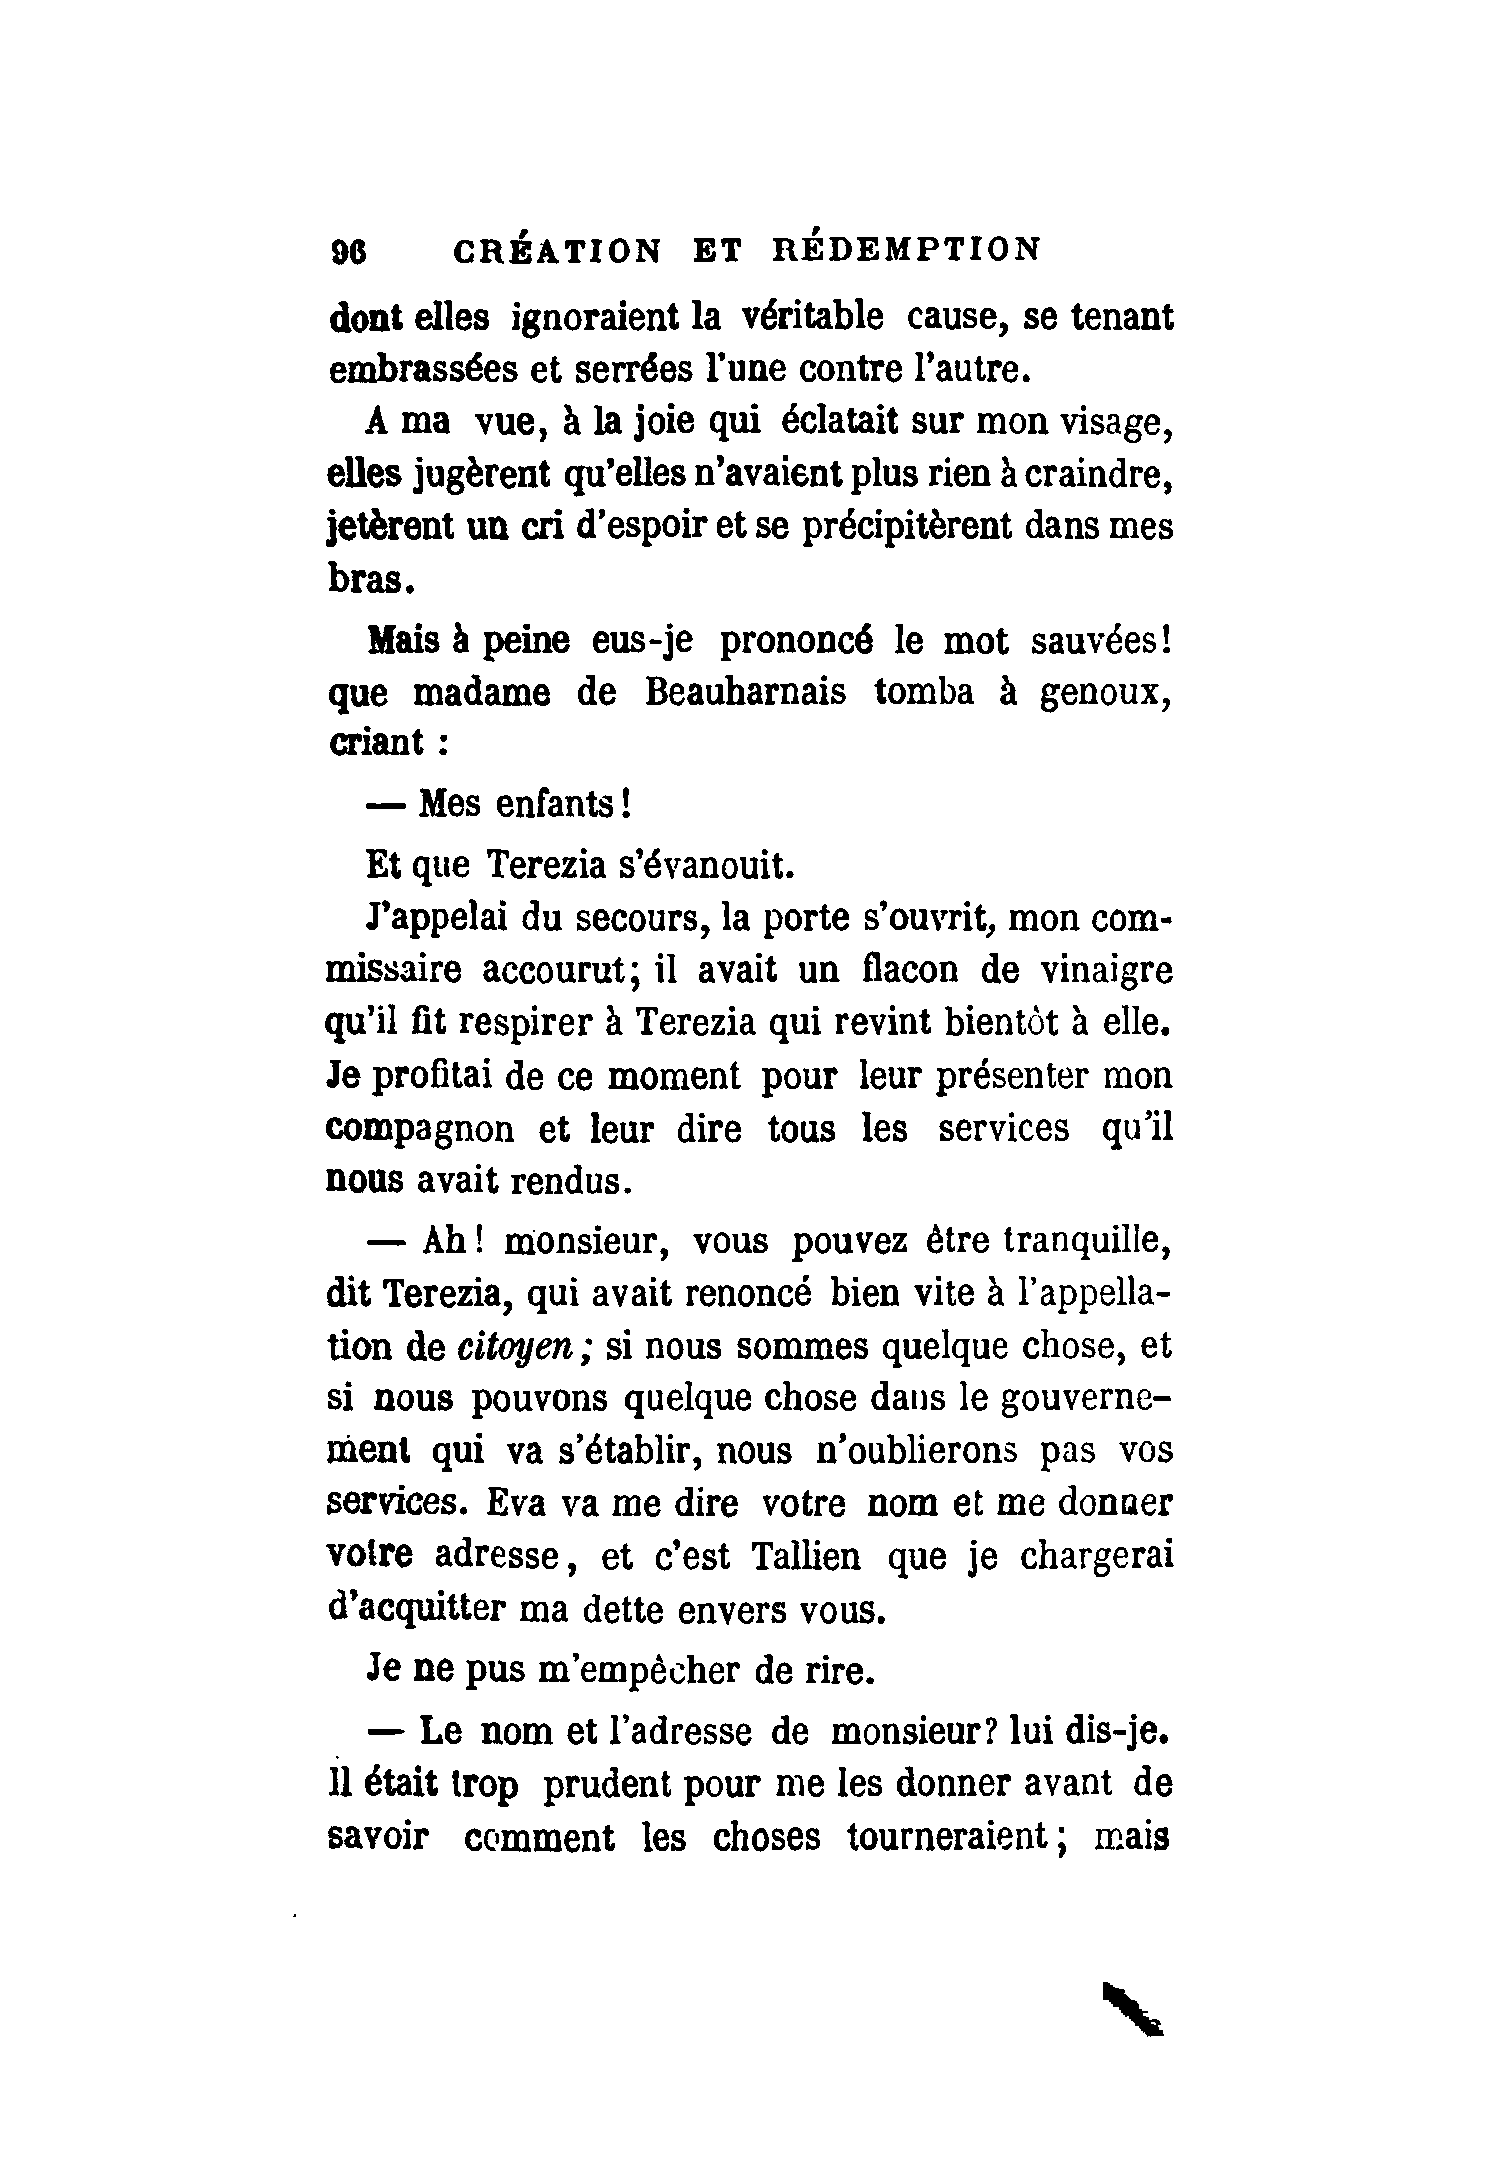 96 CRÉATION ET RÉDEMPTION
dont elles ignoraient la véritable cause, se tenant
embrassées et serrées l'une contre l'autre.
A ma vue, à la joie qui éclatait sur mon visage,
elles jugèrent qu'elles n'avaient plus rien à craindre,
jetèrent un cri d'espoir et se précipitèrent dans mes
bras.
Mais à peine eus-je prononcé le mot sauvées!
que madame de Beauharnais tomba à genoux,
criant :
— Mes enfants!
Et que Terezia s'évanouit.
J'appelai du secours, la porte s'ouvrit, mon com-
missaire accourut; il avait un flacon de vinaigre
qu'il fit respirer à Terezia qui revint bientôt à elle.
Je profitai de ce moment pour leur présenter mon
compagnon et leur dire tous les services qu'il
nous avait rendus.
— Ah! monsieur, vous pouvez être tranquille,
dit Terezia, qui avait renoncé bien vite à l'appella-
tion de citoyen; si nous sommes quelque chose, et
si nous pouvons quelque chose dans le gouverne-
ment qui va s'établir, nous n'oublierons pas vos
services. Eva va me dire votre nom et me donner
votre adresse, et c'est Tallien que je chargerai
d'acquitter ma dette envers vous.
Je ne pus m'empêcher de rire.
— Le nom et l'adresse de monsieur? lui dis-je.
Il était trop prudent pour me les donner avant de
savoir comment les choses tourneraient; mais